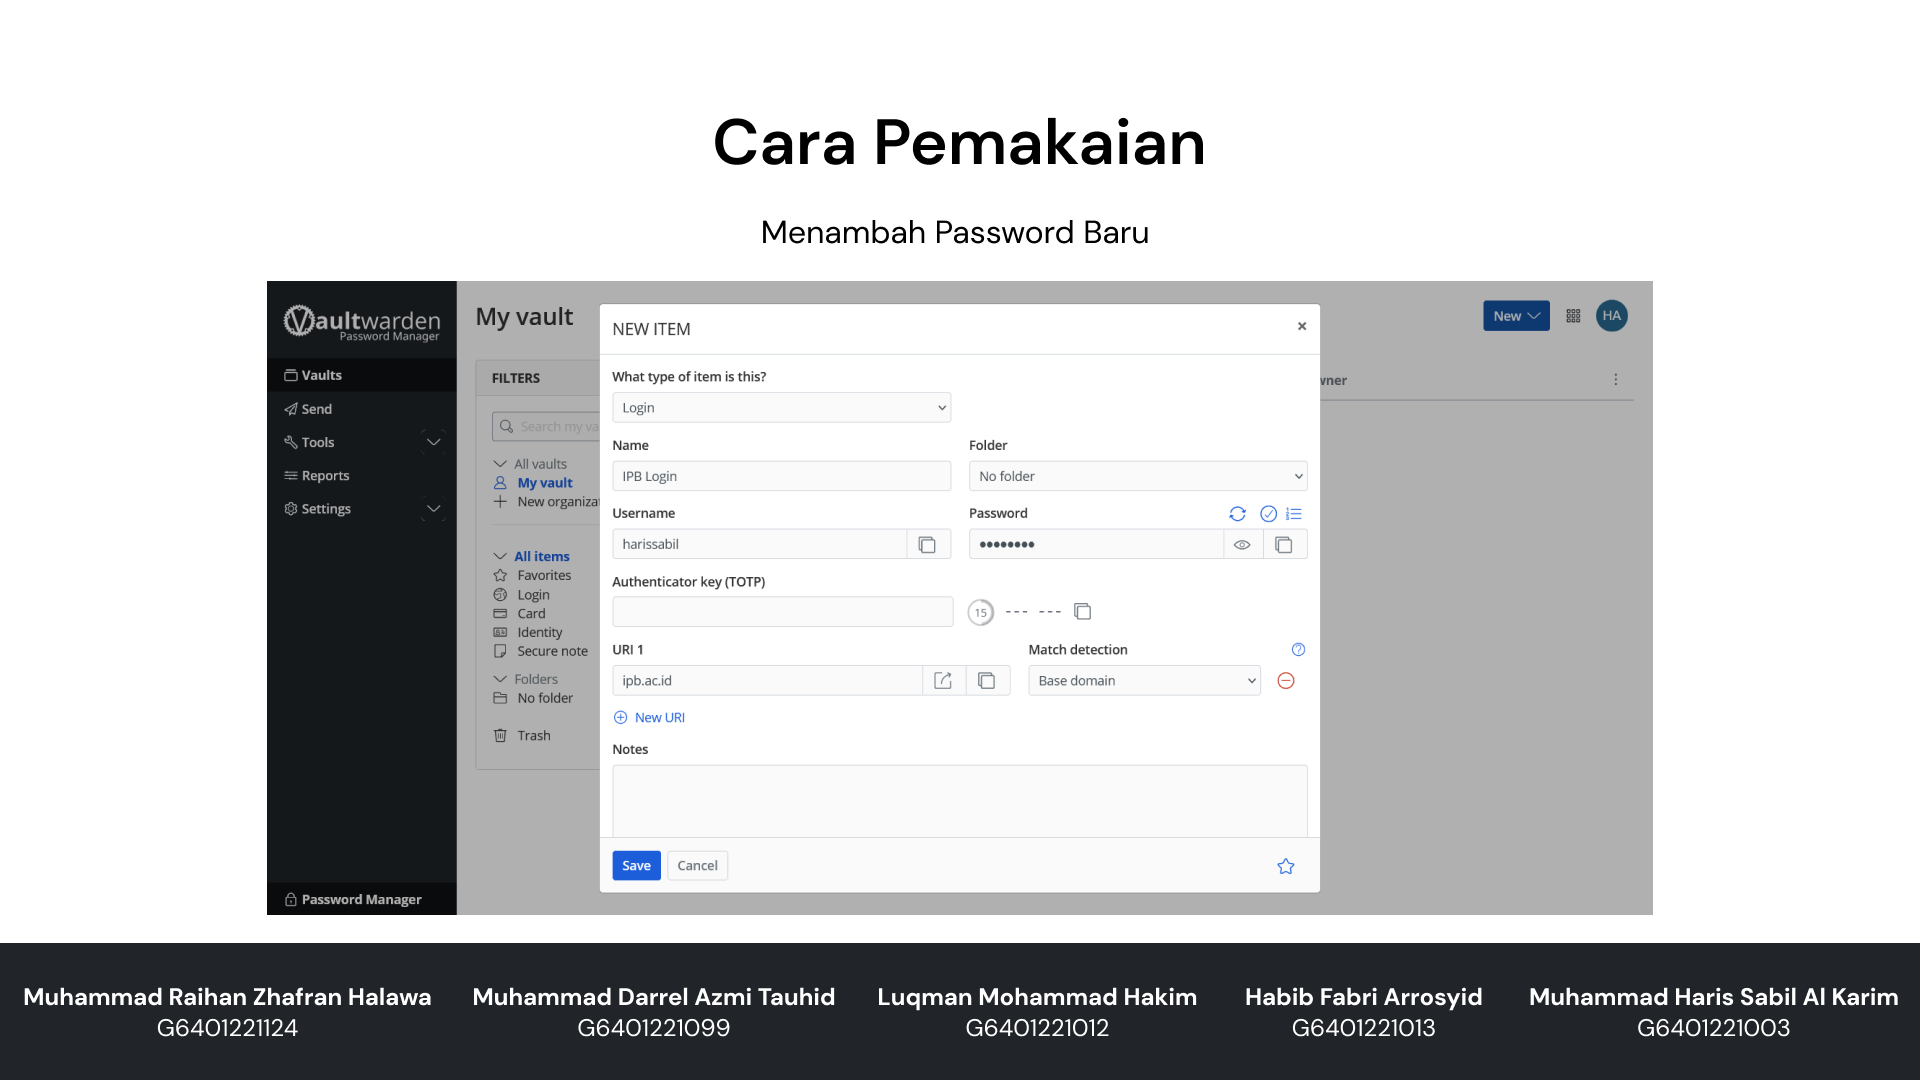 Cara Pemakaian
Menambah Password Baru
Vaultwarden
Password Manager
Vaults
Send
Tools
Reports
Settings
Password Manager
My vault
New
HA
FILTERS
Search my va
All vaults
My vault
New organizat
All items
Favorites
Login
Card
Identity
Secure note
Folders
No folder
Trash
wner
NEW ITEM
What type of item is this?
Login
Name
Folder
IPB Login
No folder
Username
Password
harissabil
••••••••
Authenticator key (TOTP)
15 --- ---
URI 1
Match detection
ipb.ac.id
Base domain
New URI
Notes
Save
Cancel
Muhammad Raihan Zhafran Halawa
G6401221124
Muhammad Darrel Azmi Tauhid
G6401221099
Luqman Mohammad Hakim
G6401221012
Habib Fabri Arrosyid
G6401221013
Muhammad Haris Sabil Al Karim
G6401221003